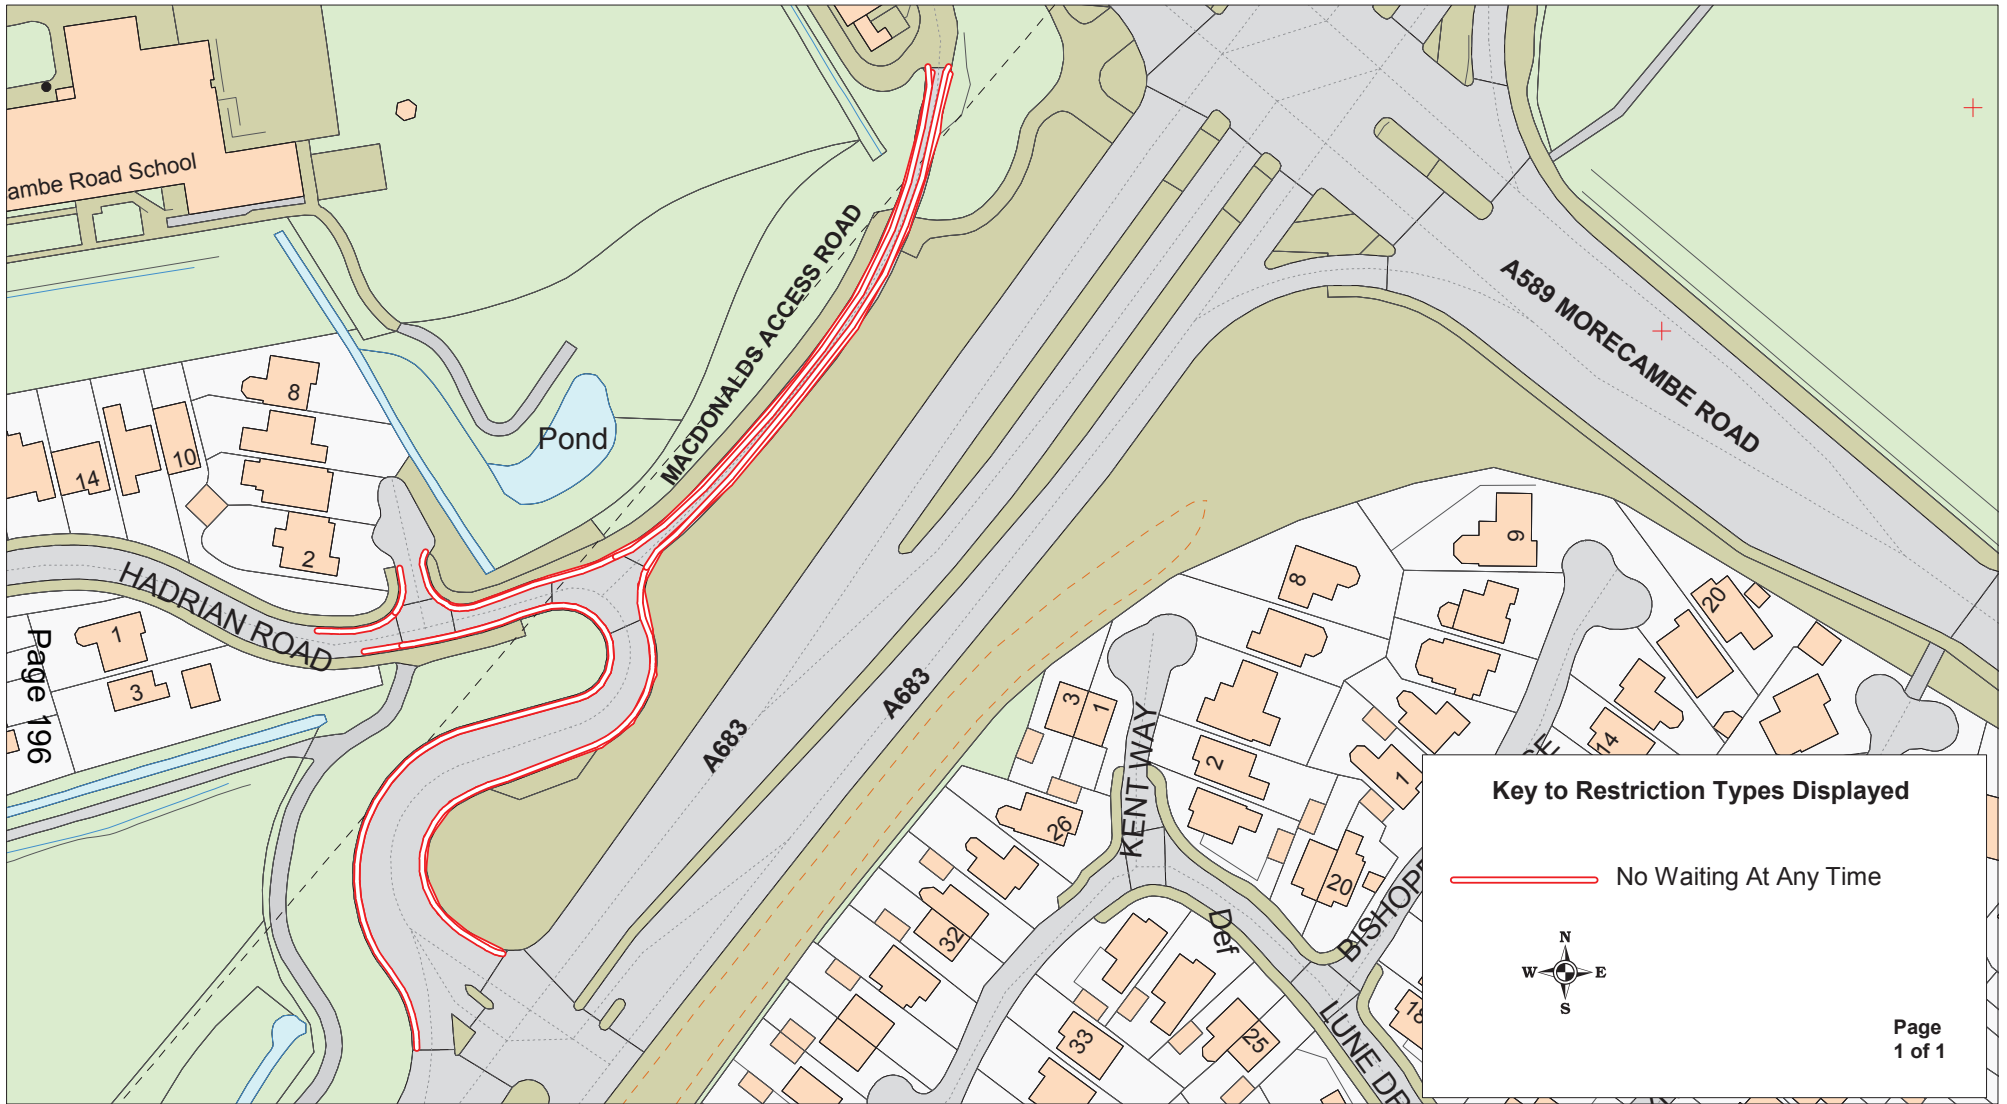 ambe Road School
MACDONALDS ACCESS ROAD
A589 MORECAMBE ROAD
8
Pond
10
14
2
HADRIAN ROAD
1
3
Page 196
A683
A683
9
8
20
3
1
KENT WAY
2
1
14
26
20
BISHOP
32
Def
33
25
18
LUNE DR
Key to Restriction Types Displayed
No Waiting At Any Time
N
W E
S
Page
1 of 1